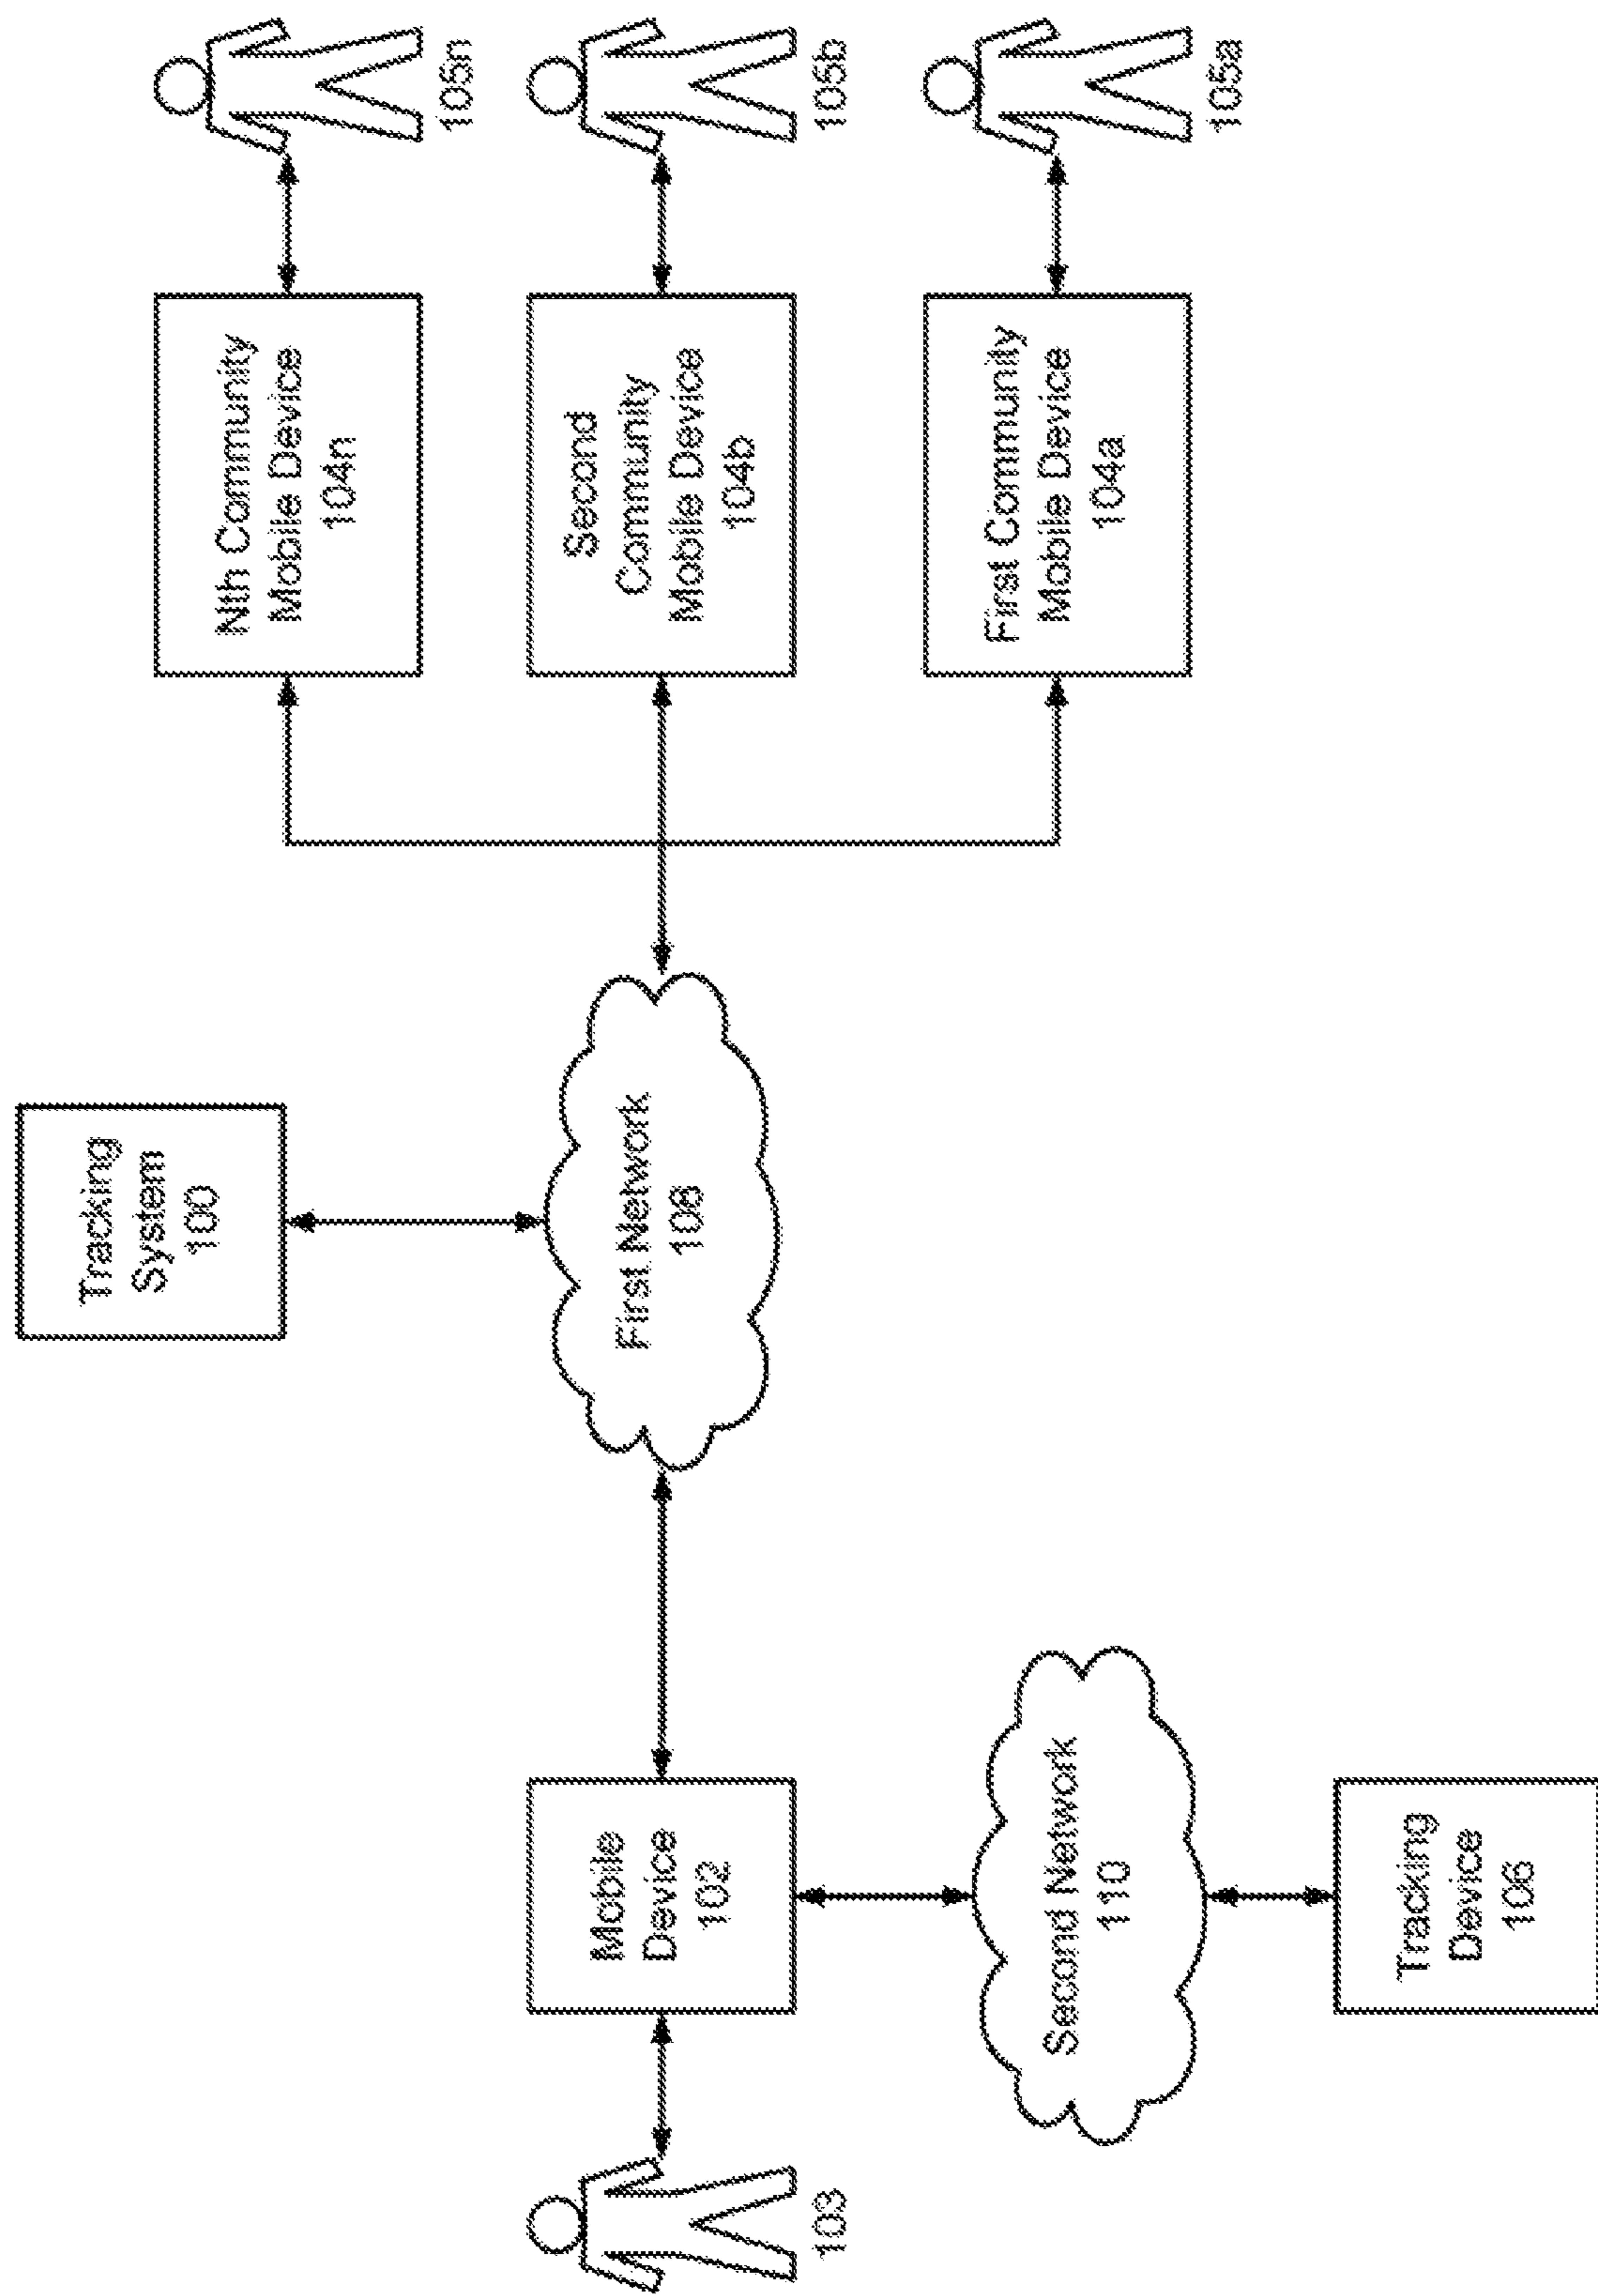 Tracking
System
100
Nth Community
Mobile Device
104n
105n
103
Mobile
Device
102
First Network
108
Second
Community
Mobile Device
104b
105b
Second Network
110
First Community
Mobile Device
104a
105a
Tracking
Device
106